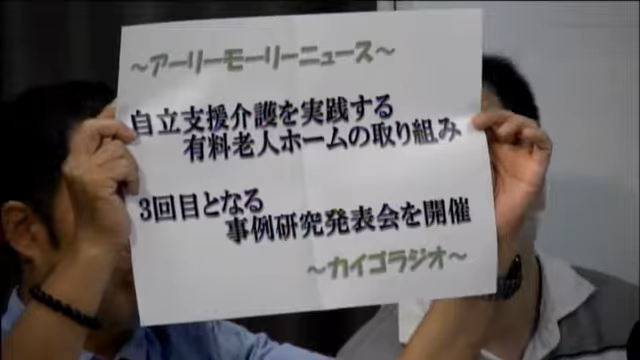 ～アーリーモーリーニュース～
自立支援介護を実践する
有料老人ホームの取り組み
3回目となる
事例研究発表会を開催
～カイゴラジオ～